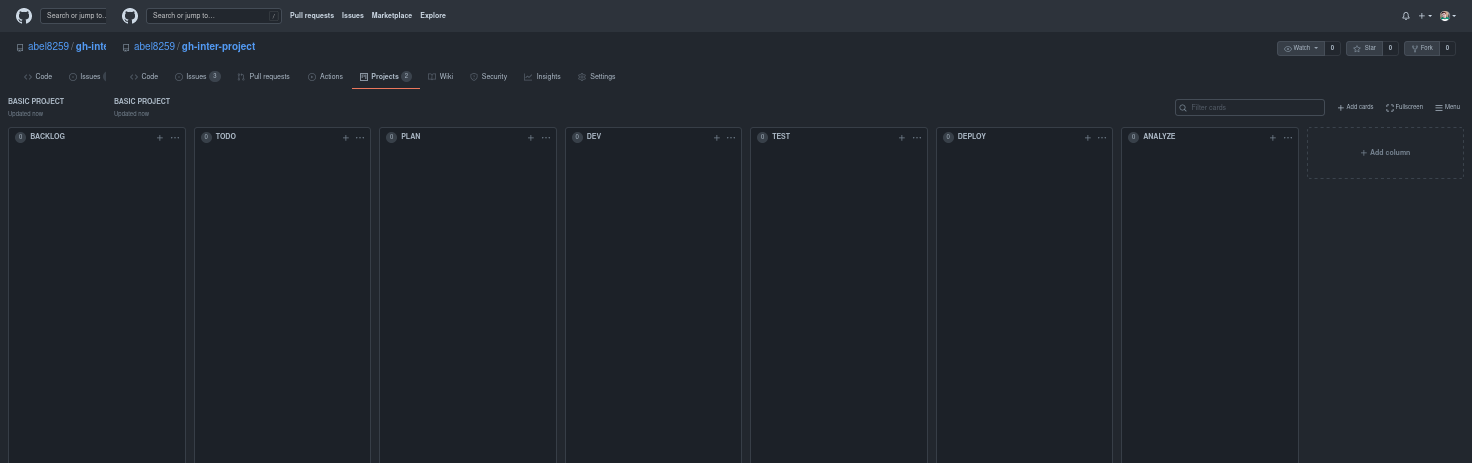 Search or jump to.. Search or jump to... / Pull requests Issues Marketplace Explore
abel8259 / gh-inte abel8259 / gh-inter-project Watch 0 Star 0 Fork 0
Code Issues Code Issues 3 Pull requests Actions Projects 2 Wiki Security Insights Settings
BASIC PROJECT BASIC PROJECT
Updated now Updated now
Filter cards Add cards Fullscreen Menu
0 BACKLOG 0 TODO 0 PLAN 0 DEV 0 TEST 0 DEPLOY 0 ANALYZE
+ Add column